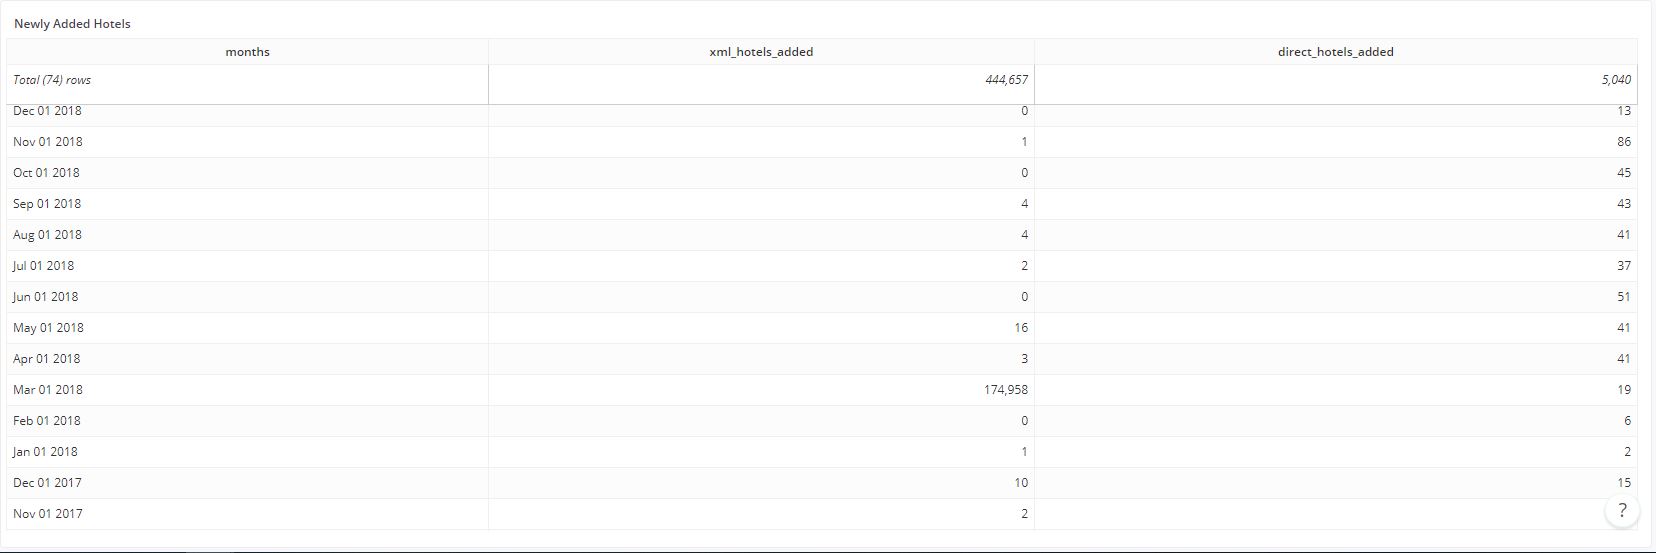 Newly Added Hotels
months xml_hotels_added direct_hotels_added
Total (74) rows 444,657 5,040
Dec 01 2018 0 13
Nov 01 2018 1 86
Oct 01 2018 0 45
Sep 01 2018 4 43
Aug 01 2018 4 41
Jul 01 2018 2 37
Jun 01 2018 0 51
May 01 2018 16 41
Apr 01 2018 3 41
Mar 01 2018 174,958 19
Feb 01 2018 0 6
Jan 01 2018 1 2
Dec 01 2017 10 15
Nov 01 2017 2
?